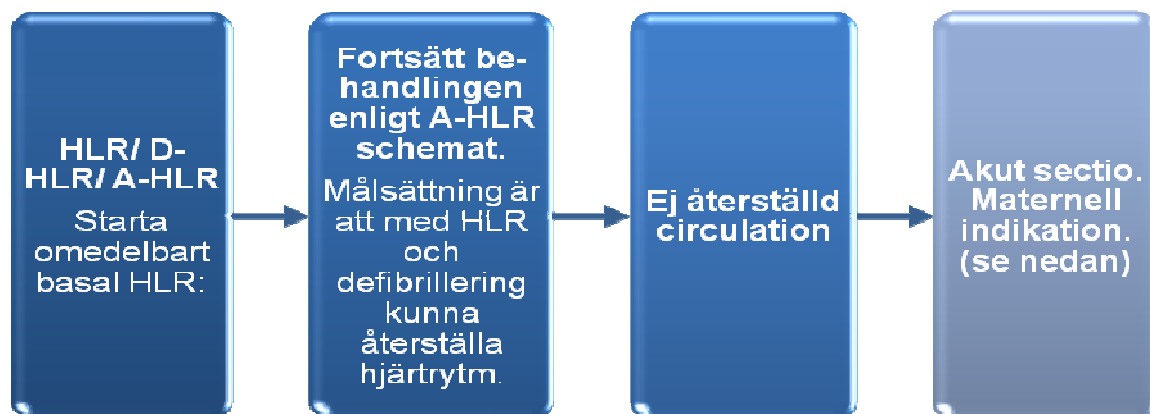 HLR/ D-
HLR/ A-HLR
Starta
omedelbart
basal HLR:
Fortsätt be-
handlingen
enligt A-HLR
schemat.
Målsättning är
att med HLR
och
defibrillering
kunna
återställa
hjärtrytm.
Ej återställd
circulation
Akut sectio.
Maternell
indikation.
(se nedan)